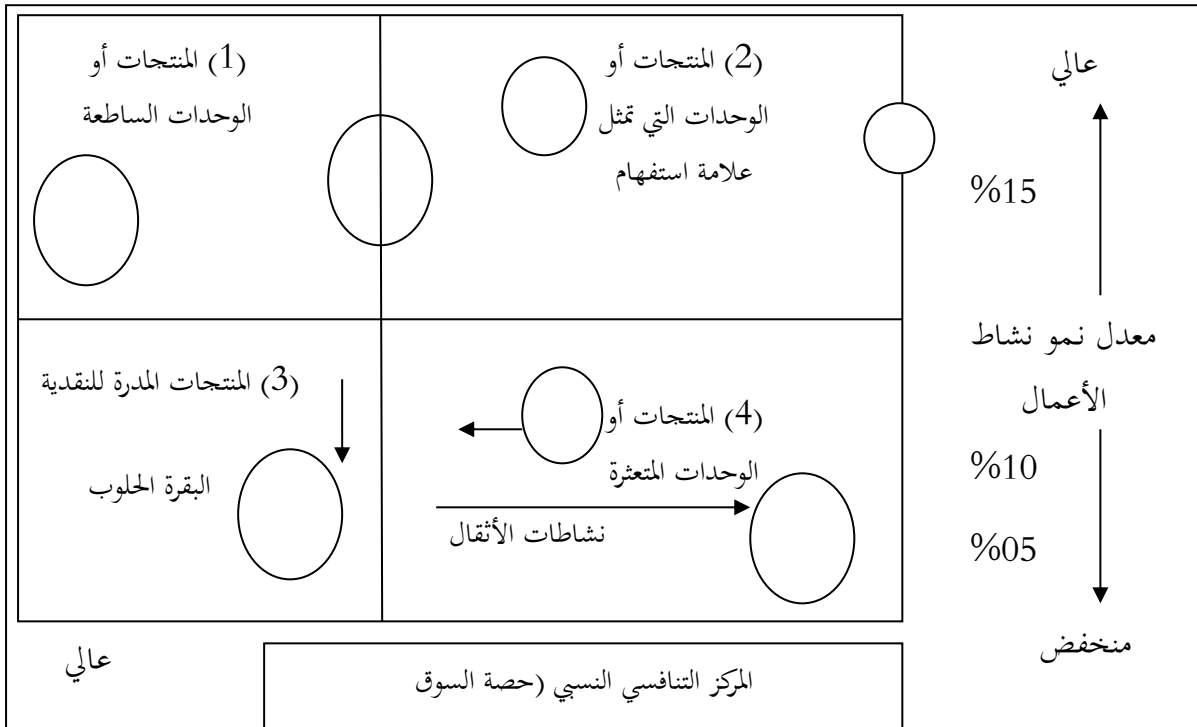 (1) المنتجات أو
الوحدات الساطعة
(2) المنتجات أو
الوحدات التي تمثل
علامة استفهام
عالي
%15
معدل نمو نشاط
الأعمال
%10
%05
منخفض
(3) المنتجات المدرة للنقدية
البقرة الحلوب
(4) المنتجات أو
الوحدات المتعثرة
نشاطات الأثقال
عالي
المركز التنافسي النسبي (حصة السوق